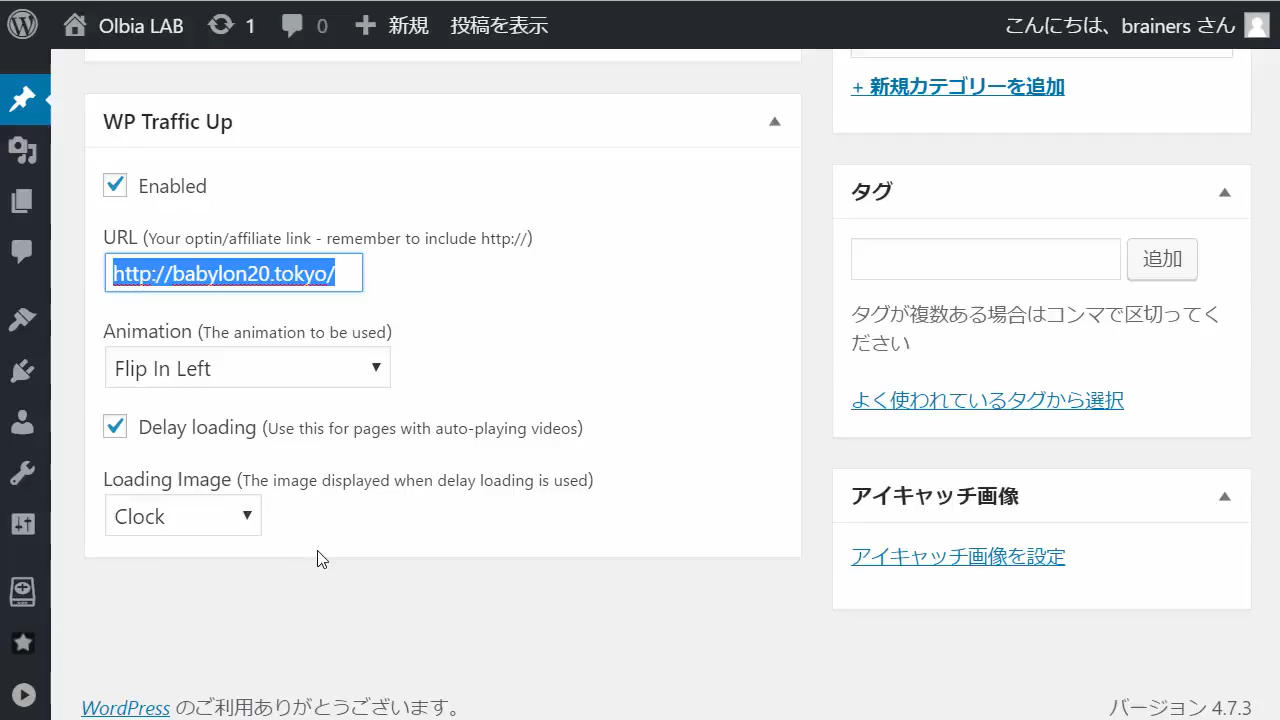 Olbia LAB 1 0 新規 投稿を表示 こんにちは、brainers さん
WP Traffic Up
Enabled
URL (Your optin/affiliate link - remember to include http://)
http://babylon20.tokyo/
Animation (The animation to be used)
Flip In Left
Delay loading (Use this for pages with auto-playing videos)
Loading Image (The image displayed when delay loading is used)
Clock
+ 新規カテゴリーを追加
タグ
追加
タグが複数ある場合はコンマで区切ってく
ださい
よく使われているタグから選択
アイキャッチ画像
アイキャッチ画像を設定
WordPress のご利用ありがとうございます。
バージョン 4.7.3